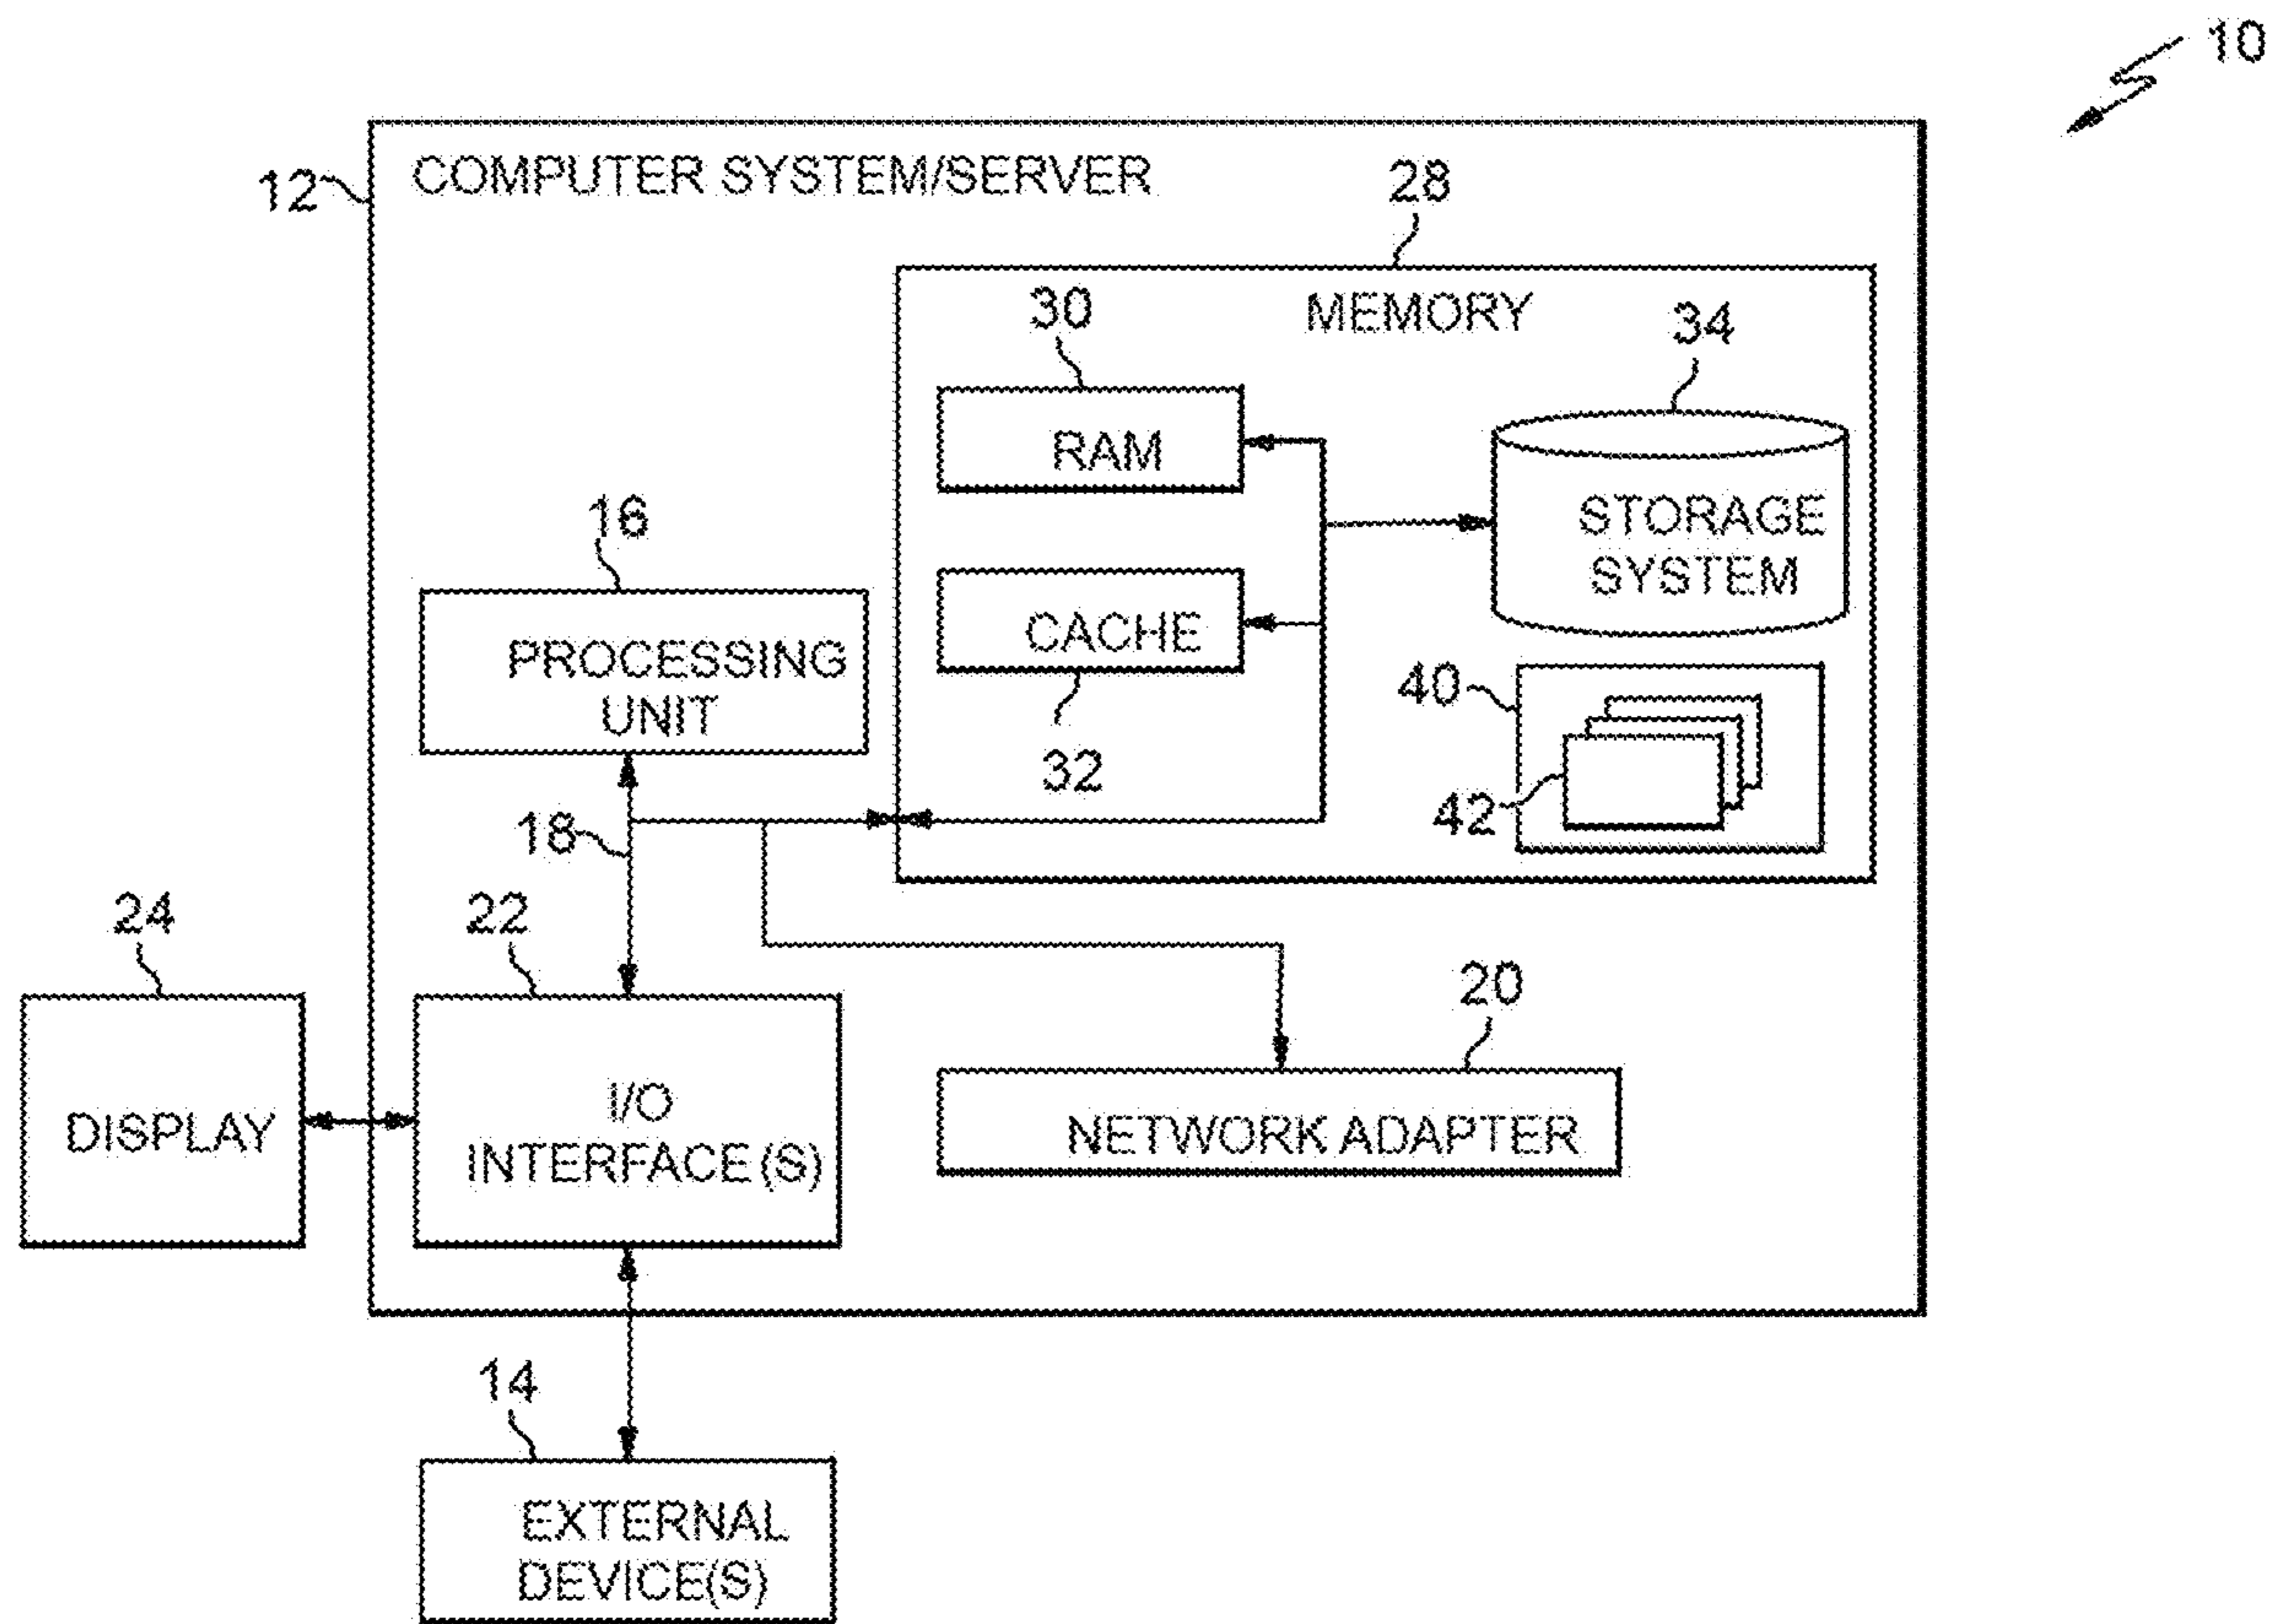 10
12
COMPUTER SYSTEM/SERVER
28
MEMORY
30
34
RAM
STORAGE
SYSTEM
16
CACHE
PROCESSING
UNIT
32
40
42
18
24
22
20
DISPLAY
I/O
INTERFACE(S)
NETWORK ADAPTER
14
EXTERNAL
DEVICE(S)